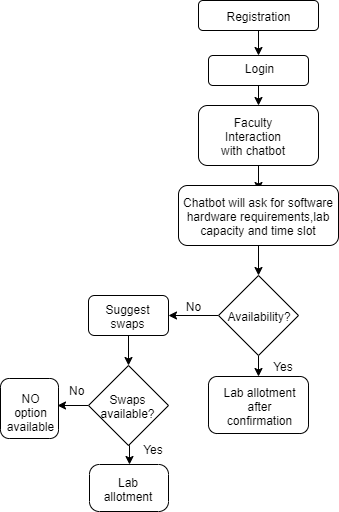 Registration
Login
Faculty
Interaction
with chatbot
Chatbot will ask for software
hardware requirements,lab
capacity and time slot
Availability?
No
Suggest
swaps
Yes
Lab allotment
after
confirmation
Swaps
available?
No
NO
option
available
Yes
Lab
allotment